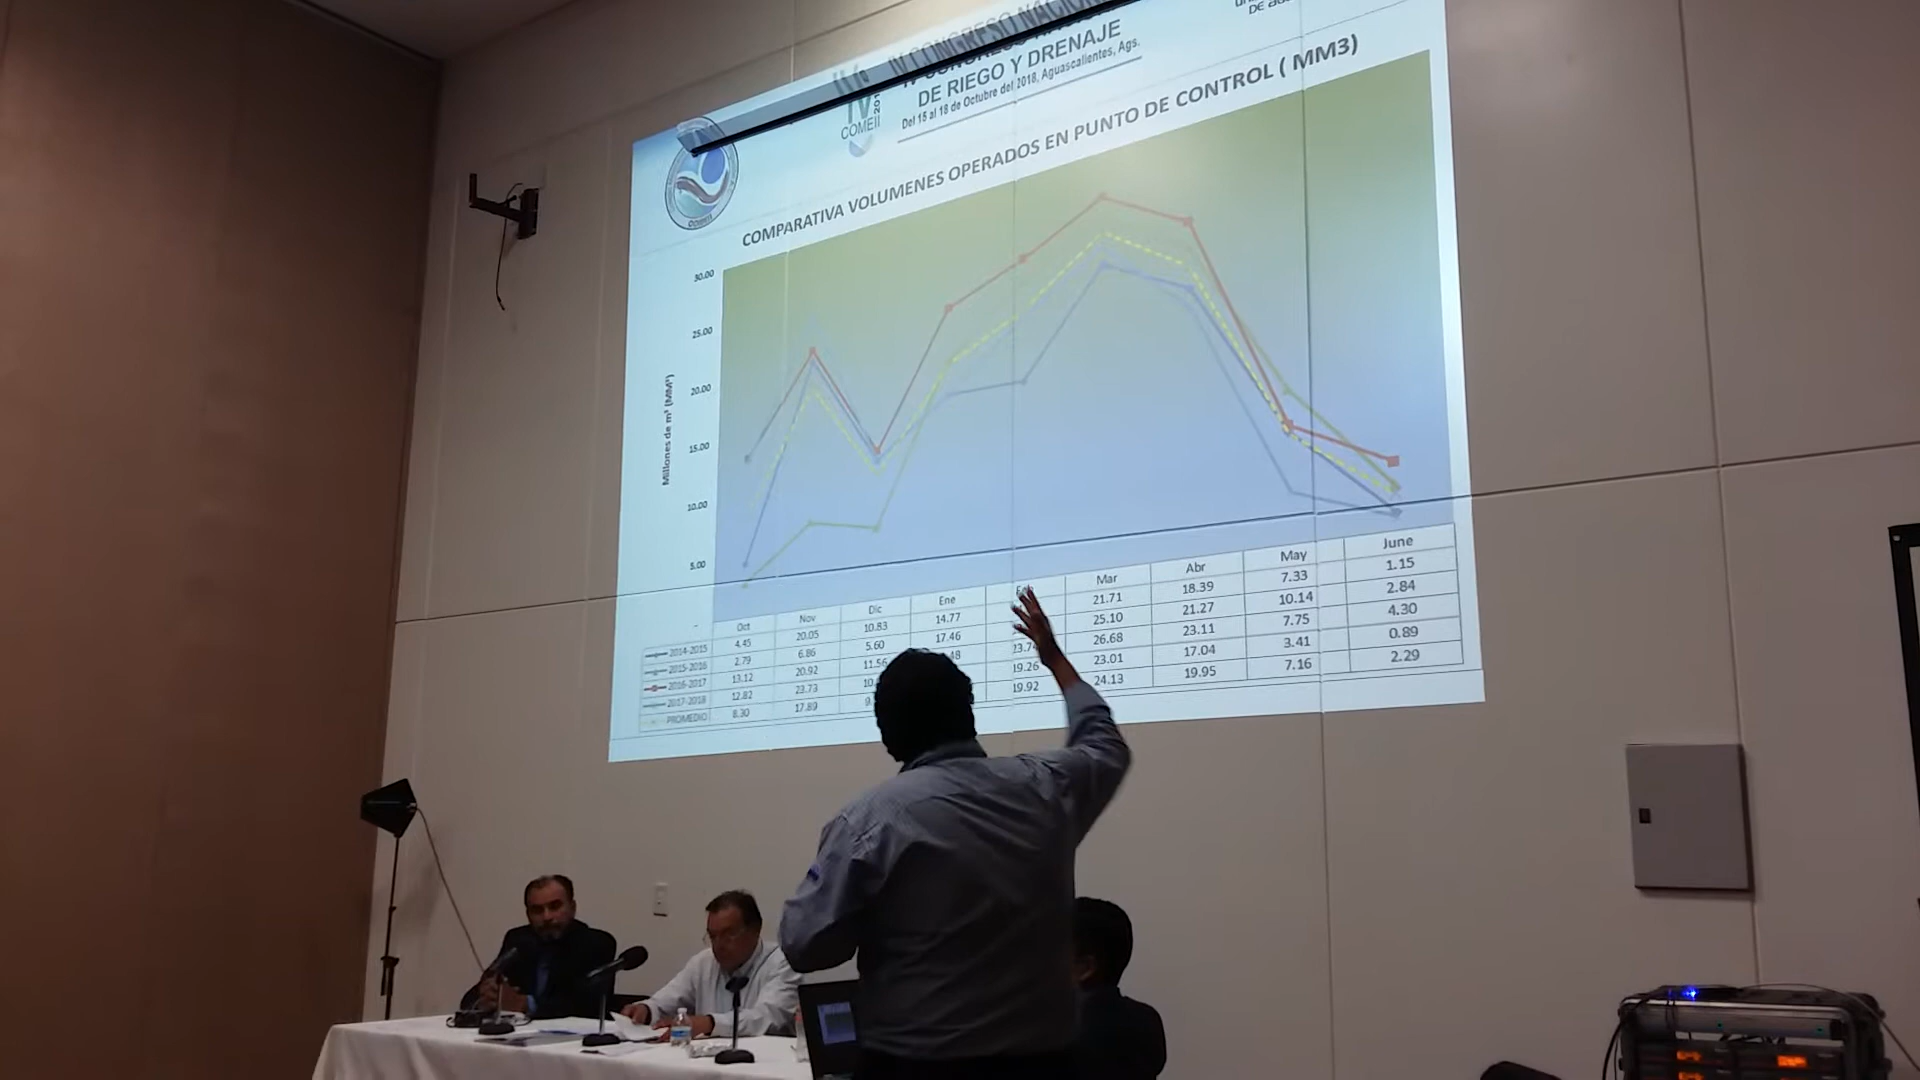 IV CONGRESO NACIONAL
DE RIEGO Y DRENAJE
COMEII
Del 15 al 18 de Octubre del 2018, Aguascalientes, Ags.
COMPARATIVA VOLUMENES OPERADOS EN PUNTO DE CONTROL ( MM3)
Millones de m³ (MM³)
30.00
25.00
20.00
15.00
10.00
5.00
-
Oct Nov Dic Ene Feb Mar Abr May June
2014-2015 4.45 20.05 10.83 14.77 21.71 18.39 7.33 1.15
2015-2016 2.79 6.86 5.60 17.46 25.10 21.27 10.14 2.84
2016-2017 13.12 20.92 11.56 26.68 23.11 7.75 4.30
2017-2018 12.82 23.73 19.26 23.01 17.04 3.41 0.89
PROMEDIO 8.30 17.89 19.92 24.13 19.95 7.16 2.29